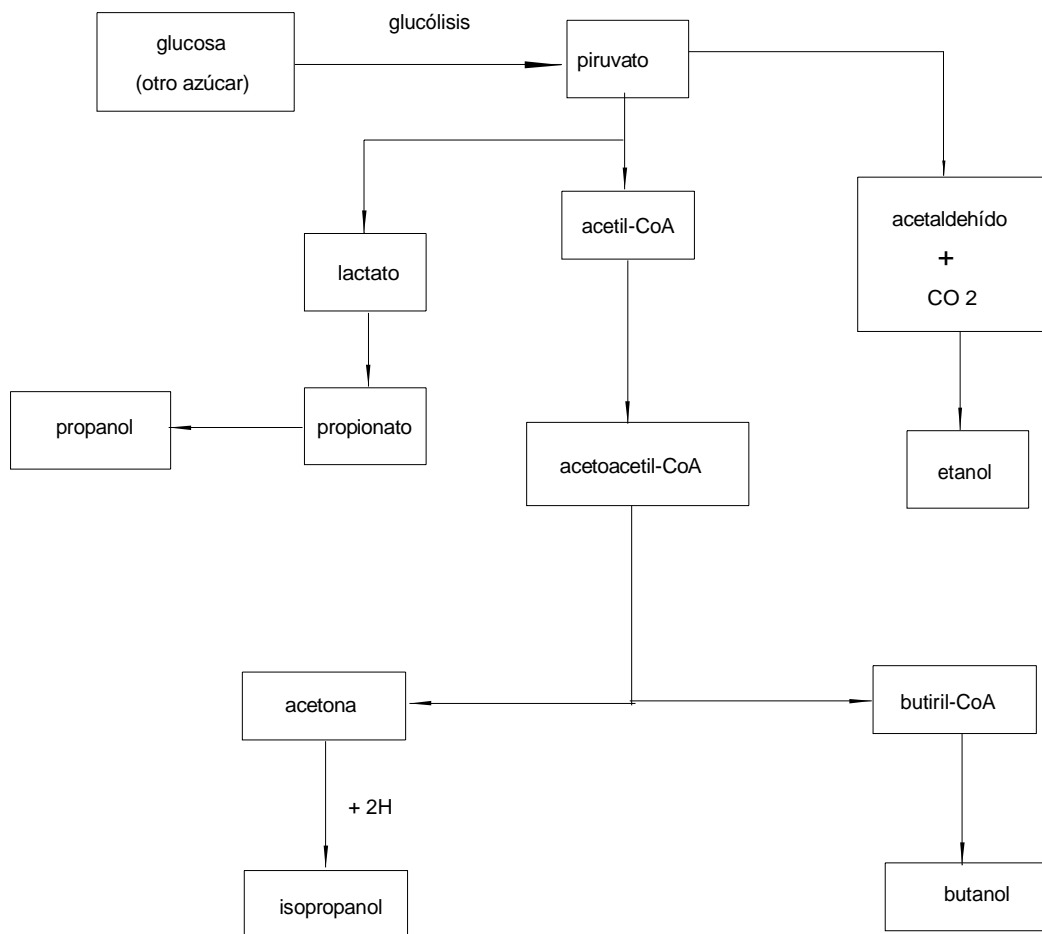 glucólisis
glucosa
(otro azúcar)
piruvato
acetil-CoA
acetaldehído
+
CO 2
lactato
propanol
propionato
acetoacetil-CoA
etanol
acetona
butiril-CoA
+ 2H
isopropanol
butanol